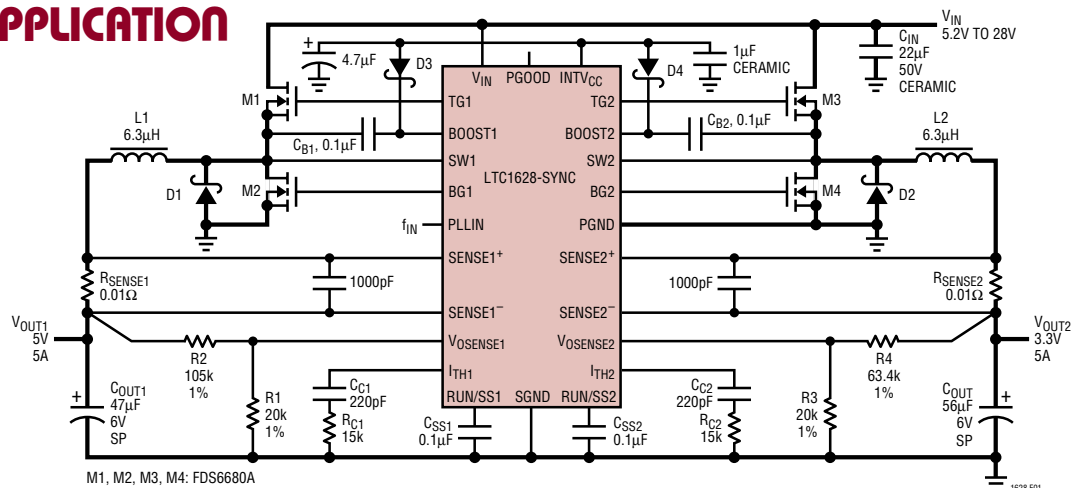 PPLICATION
VIN
5.2V TO 28V
CIN
22µF
50V
CERAMIC
4.7µF
+
D3
D4
1µF
CERAMIC
VIN
PGOOD
INTVCC
M1
TG1
TG2
M3
L1
6.3µH
CB1, 0.1µF
BOOST1
BOOST2
CB2, 0.1µF
L2
6.3µH
SW1
SW2
LTC1628-SYNC
D1
M2
BG1
BG2
M4
D2
fIN
PLLIN
PGND
SENSE1+
SENSE2+
RSENSE1
0.01Ω
1000pF
1000pF
RSENSE2
0.01Ω
SENSE1–
SENSE2–
VOUT1
5V
5A
VOSENSE1
VOSENSE2
VOUT2
3.3V
5A
R2
105k
1%
R4
63.4k
1%
ITH1
ITH2
+
COUT1
47µF
6V
SP
R1
20k
1%
CC1
220pF
RC1
15k
RUN/SS1
SGND
RUN/SS2
CSS1
0.1µF
CSS2
0.1µF
CC2
220pF
RC2
15k
R3
20k
1%
COUT
56µF
6V
SP
+
M1, M2, M3, M4: FDS6680A
1628 F01